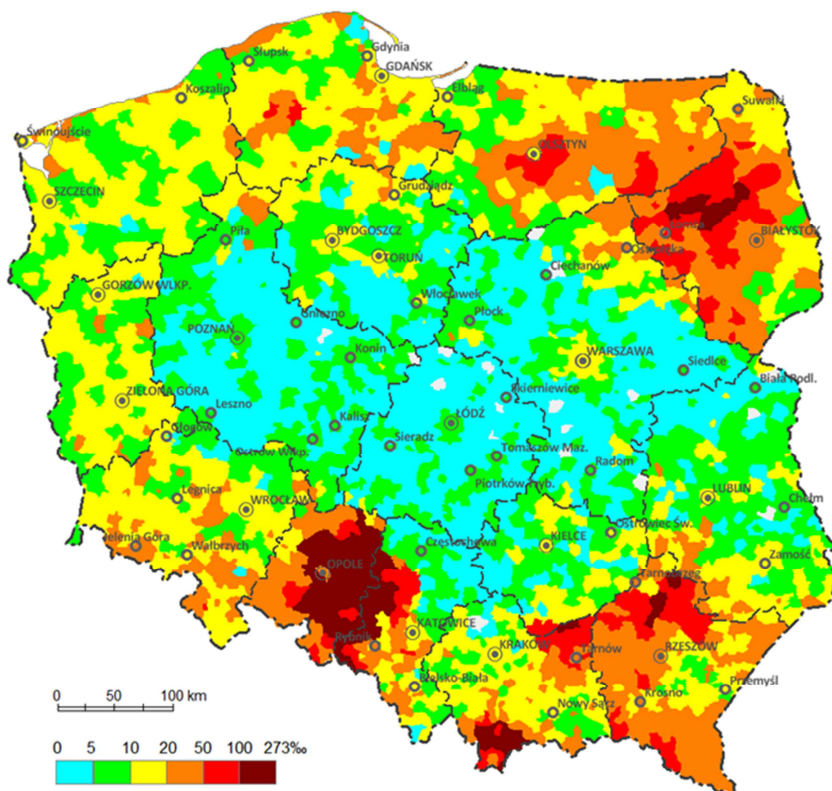 Słupsk
Gdynia
GDAŃSK
Koszalin
Elbląg
Suwałki
Świnoujście
OLSZTYN
SZCZECIN
Grudziądz
Piła
BYDGOSZCZ
Łomża
BIAŁYSTOK
Ostrołęka
TORUŃ
Ciechanów
GORZÓW WLKP.
Włocławek
Gniezno
Płock
POZNAŃ
Konin
WARSZAWA
Siedlce
Biała Podl.
ZIELONA GÓRA
Skierniewice
Leszno
Kalisz
ŁÓDŹ
Głogów
Ostrów Wlkp.
Sieradz
Tomaszów Maz.
Piotrków Tryb.
Radom
Legnica
WROCŁAW
LUBLIN
Chełm
Jelenia Góra
Wałbrzych
Częstochowa
KIELCE
Ostrowiec Św.
Zamość
OPOLE
Tarnobrzeg
KATOWICE
Rybnik
KRAKÓW
Tarnów
RZESZÓW
Bielsko-Biała
Przemyśl
Krosno
Nowy Sącz
0 50 100 km
0 5 10 20 50 100 273‰